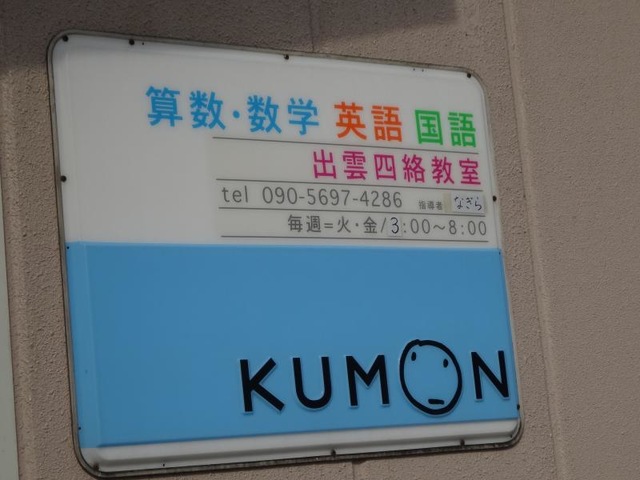 算数・数学 英語 国語
出雲四絡教室
tel 090-5697-4286 指導者 なぎら
毎週=火・金/3:00～8:00
KUMON